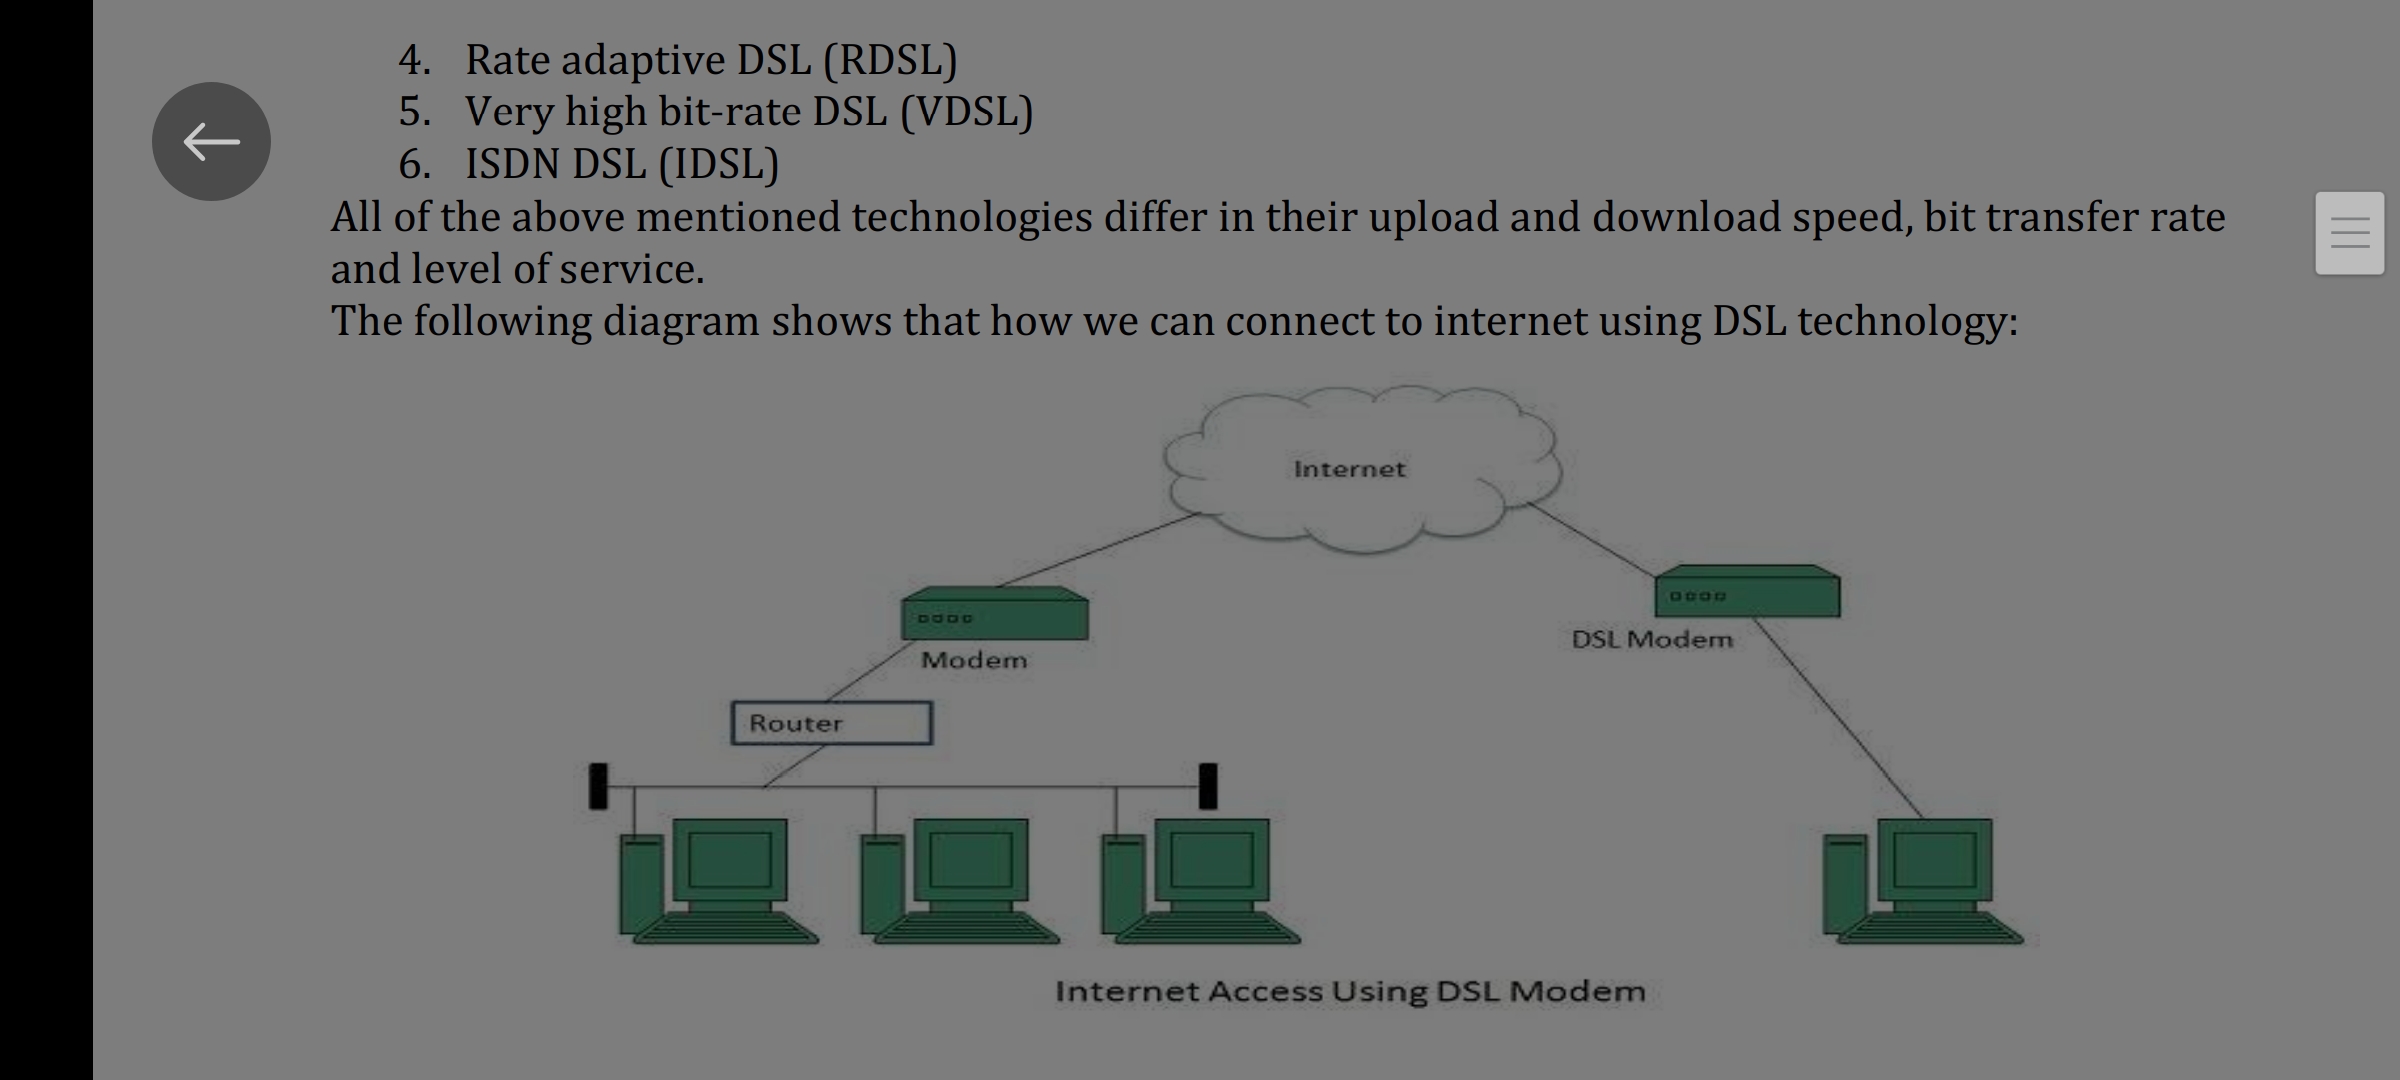 4. Rate adaptive DSL (RDSL)
5. Very high bit-rate DSL (VDSL)
6. ISDN DSL (IDSL)
All of the above mentioned technologies differ in their upload and download speed, bit transfer rate
and level of service.
The following diagram shows that how we can connect to internet using DSL technology:
Internet
DSL Modem
Modem
Router
Internet Access Using DSL Modem